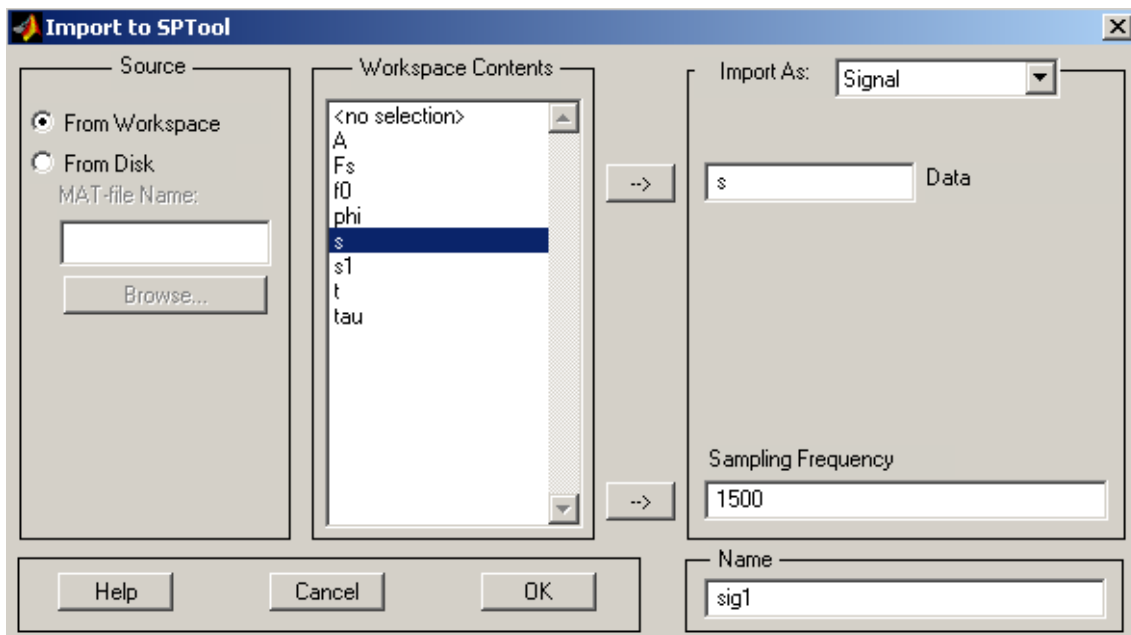 Import to SPTool
Source
From Workspace
From Disk
MAT-file Name:
Browse...
Workspace Contents
<no selection>
A
Fs
f0
phi
s
s1
t
tau
-->
-->
Import As: Signal
s Data
Sampling Frequency
1500
Help Cancel OK
Name
sig1